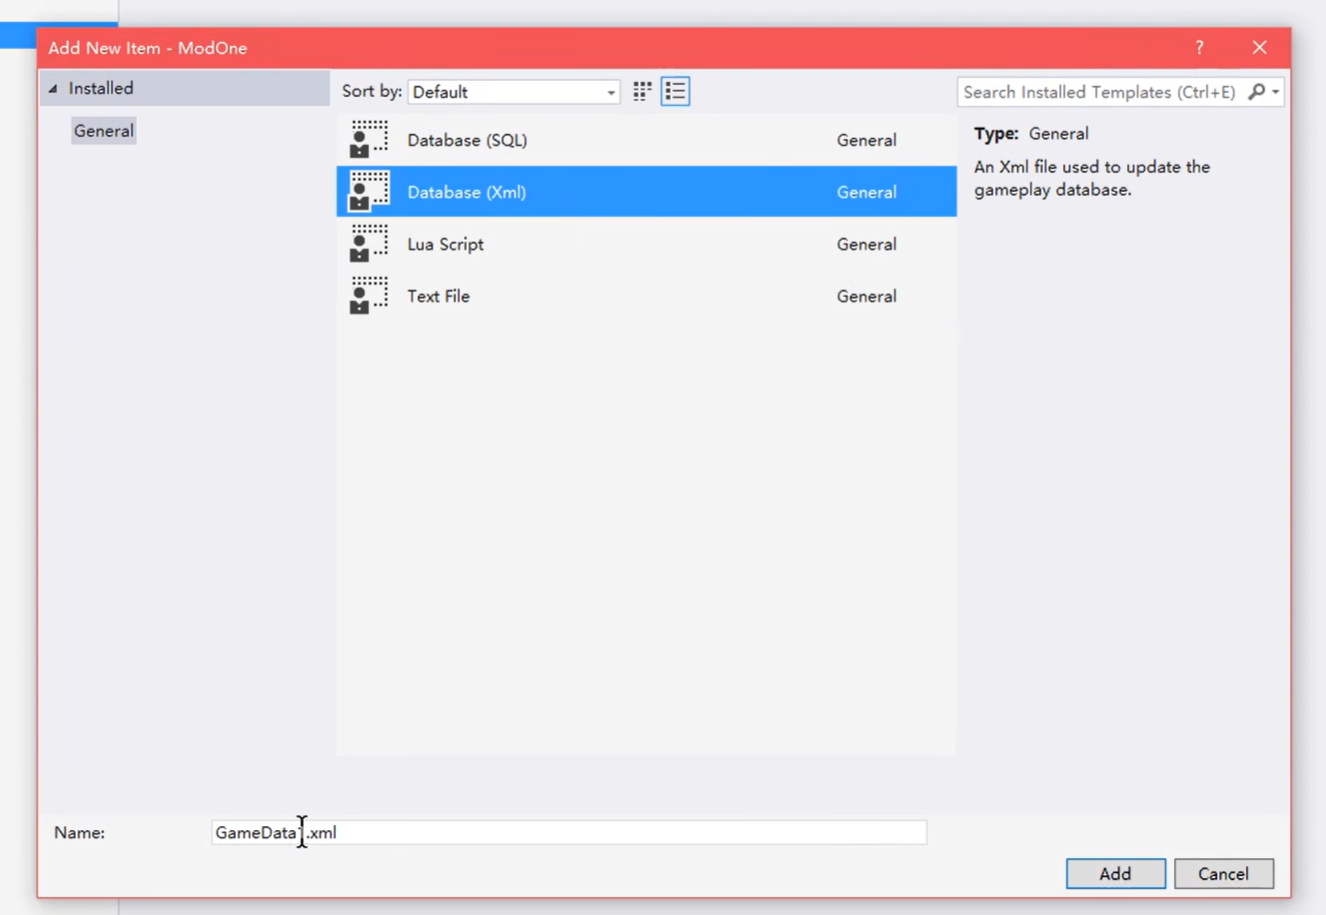 Add New Item - ModOne
?
Installed
Sort by: Default
Search Installed Templates (Ctrl+E)
General
Database (SQL) General
Type: General
An Xml file used to update the
gameplay database.
Database (Xml) General
Lua Script General
Text File General
Name: GameData1.xml
Add Cancel